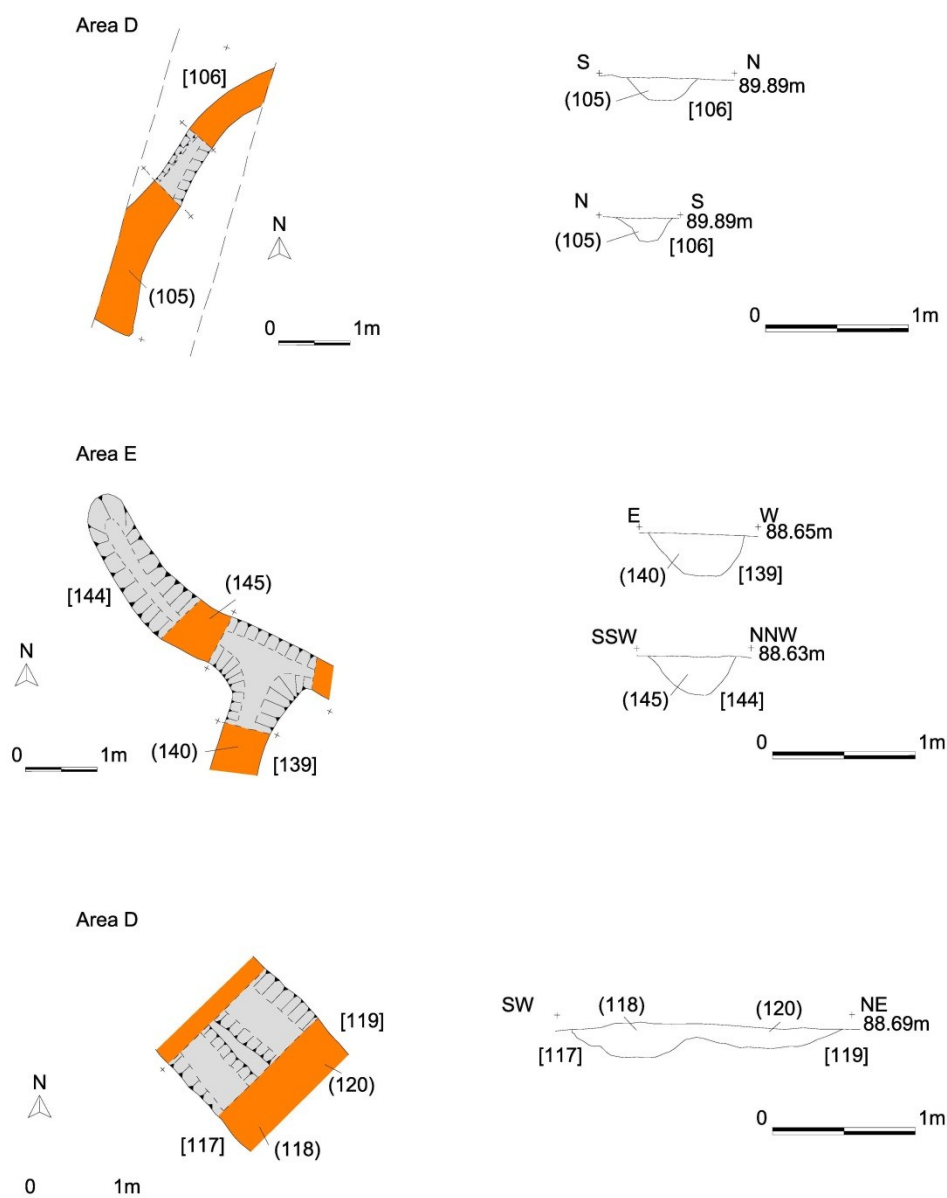 Area D
[106]
N
(105)
0 1m
S N
89.89m
(105) [106]
N S
89.89m
(105) [106]
0 1m
Area E
[144]
(145)
N
(140) [139]
0 1m
E W
88.65m
(140) [139]
SSW NNW
88.63m
(145) [144]
0 1m
Area D
[119]
(120)
N
[117] (118)
0 1m
SW (118) (120) NE
88.69m
[117] [119]
0 1m